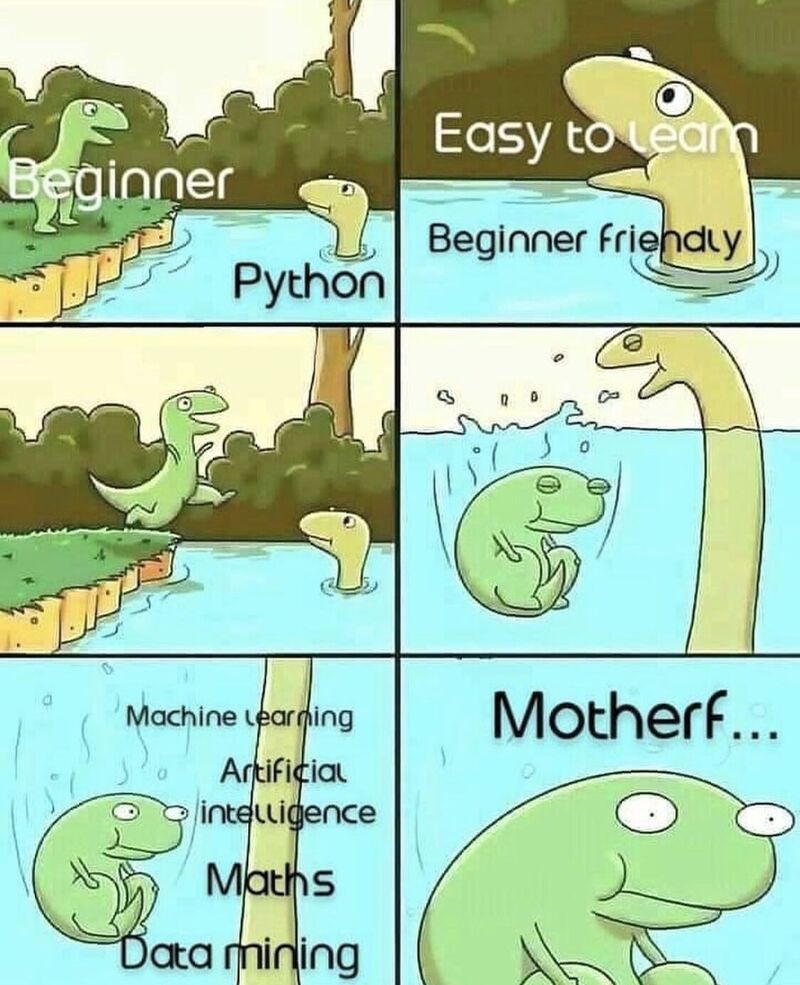 Beginner
Python
Easy to learn
Beginner friendly
Machine learning
Artificial
intelligence
Maths
Data mining
Motherf...